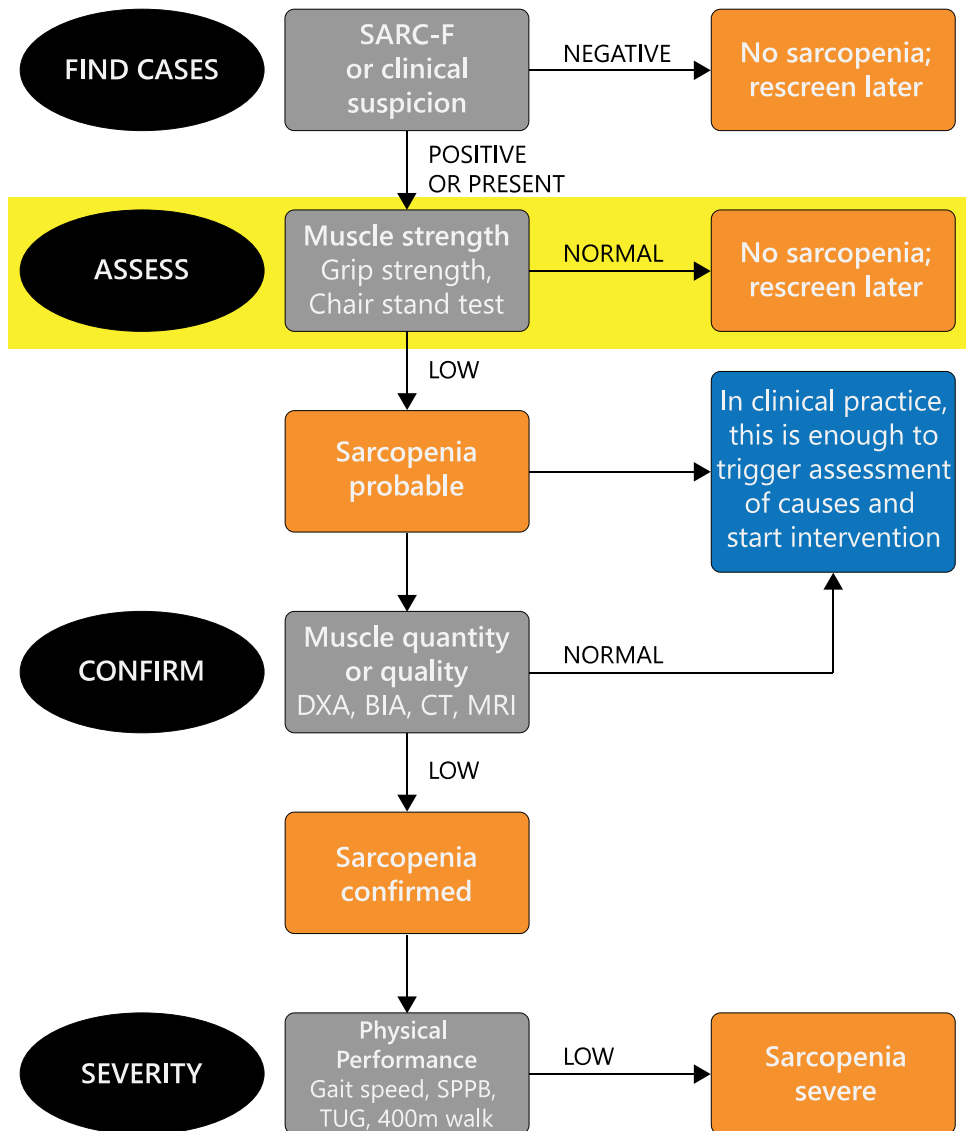 FIND CASES
SARC-F
or clinical
suspicion
NEGATIVE
No sarcopenia;
rescreen later
POSITIVE
OR PRESENT
ASSESS
Muscle strength
Grip strength,
Chair stand test
NORMAL
No sarcopenia;
rescreen later
LOW
Sarcopenia
probable
In clinical practice,
this is enough to
trigger assessment
of causes and
start intervention
CONFIRM
Muscle quantity
or quality
DXA, BIA, CT, MRI
NORMAL
LOW
Sarcopenia
confirmed
SEVERITY
Physical
Performance
Gait speed, SPPB,
TUG, 400m walk
LOW
Sarcopenia
severe